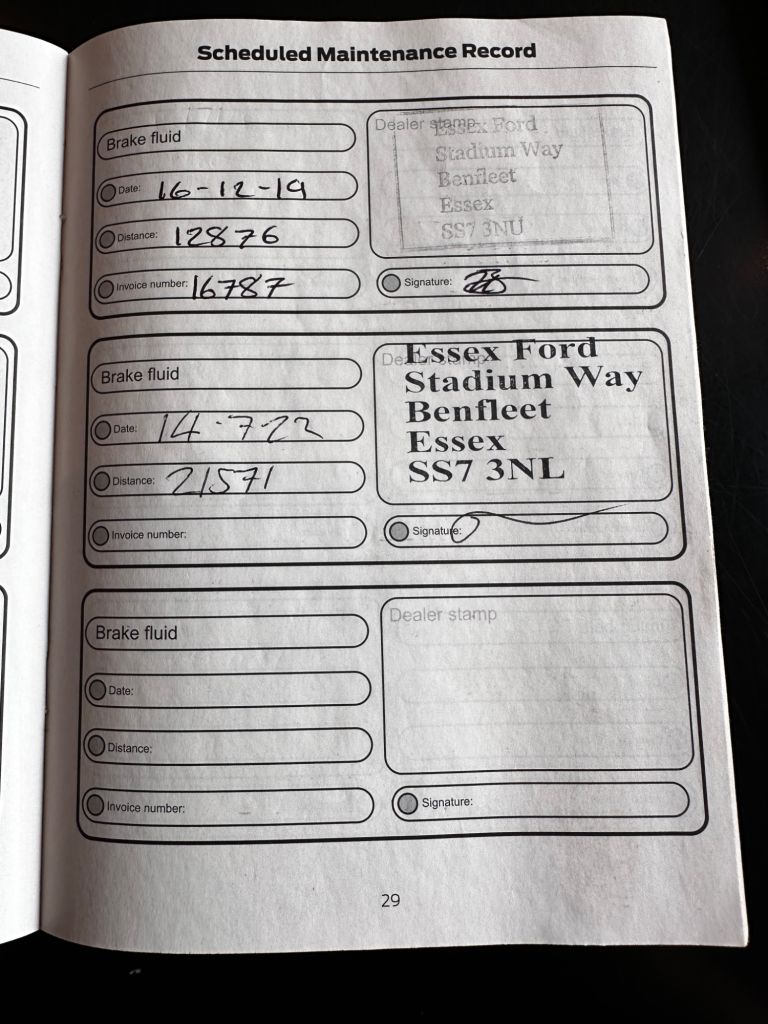 Scheduled Maintenance Record
Brake fluid
Date: 16-12-19
Distance: 12876
Invoice number: 16787
Dealer stamp
Essex Ford
Stadium Way
Benfleet
Essex
SS7 3NU
Signature:
Brake fluid
Date: 14.7.22
Distance: 21571
Invoice number:
Dealer stamp
Essex Ford
Stadium Way
Benfleet
Essex
SS7 3NL
Signature:
Brake fluid
Date:
Distance:
Invoice number:
Dealer stamp
Signature:
29